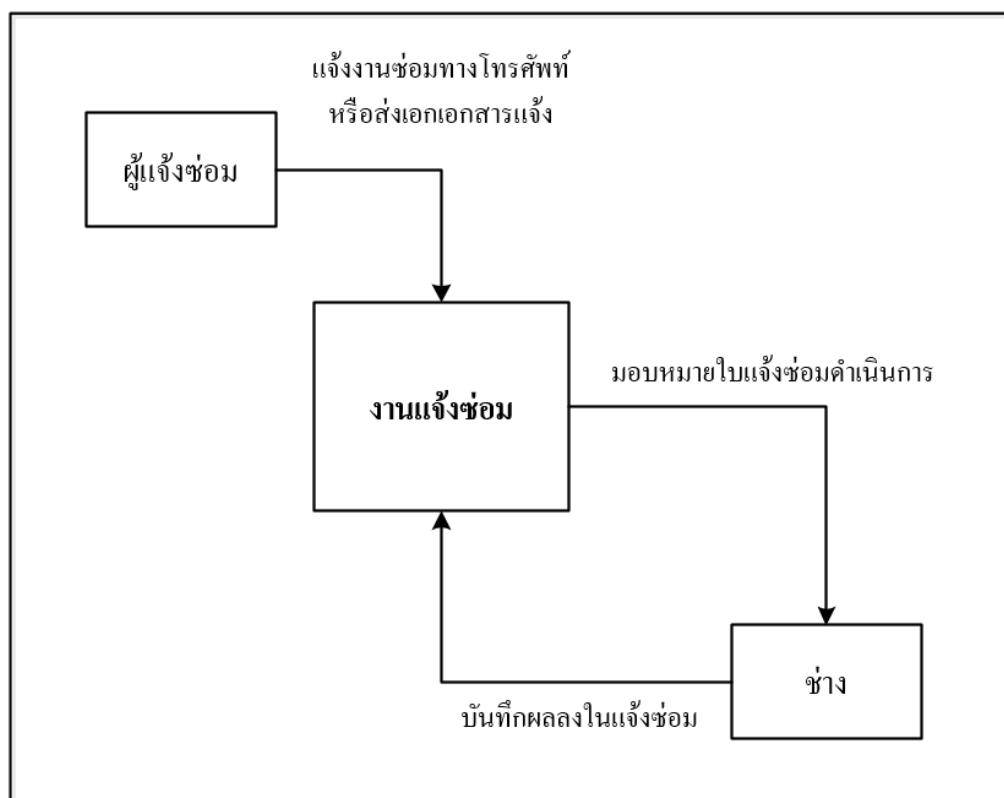 แจ้งงานซ่อมทางโทรศัพท์
หรือส่งเอกเอกสารแจ้ง
ผู้แจ้งซ่อม
มอบหมายใบแจ้งซ่อมดำเนินการ
งานแจ้งซ่อม
ช่าง
บันทึกผลลงในแจ้งซ่อม